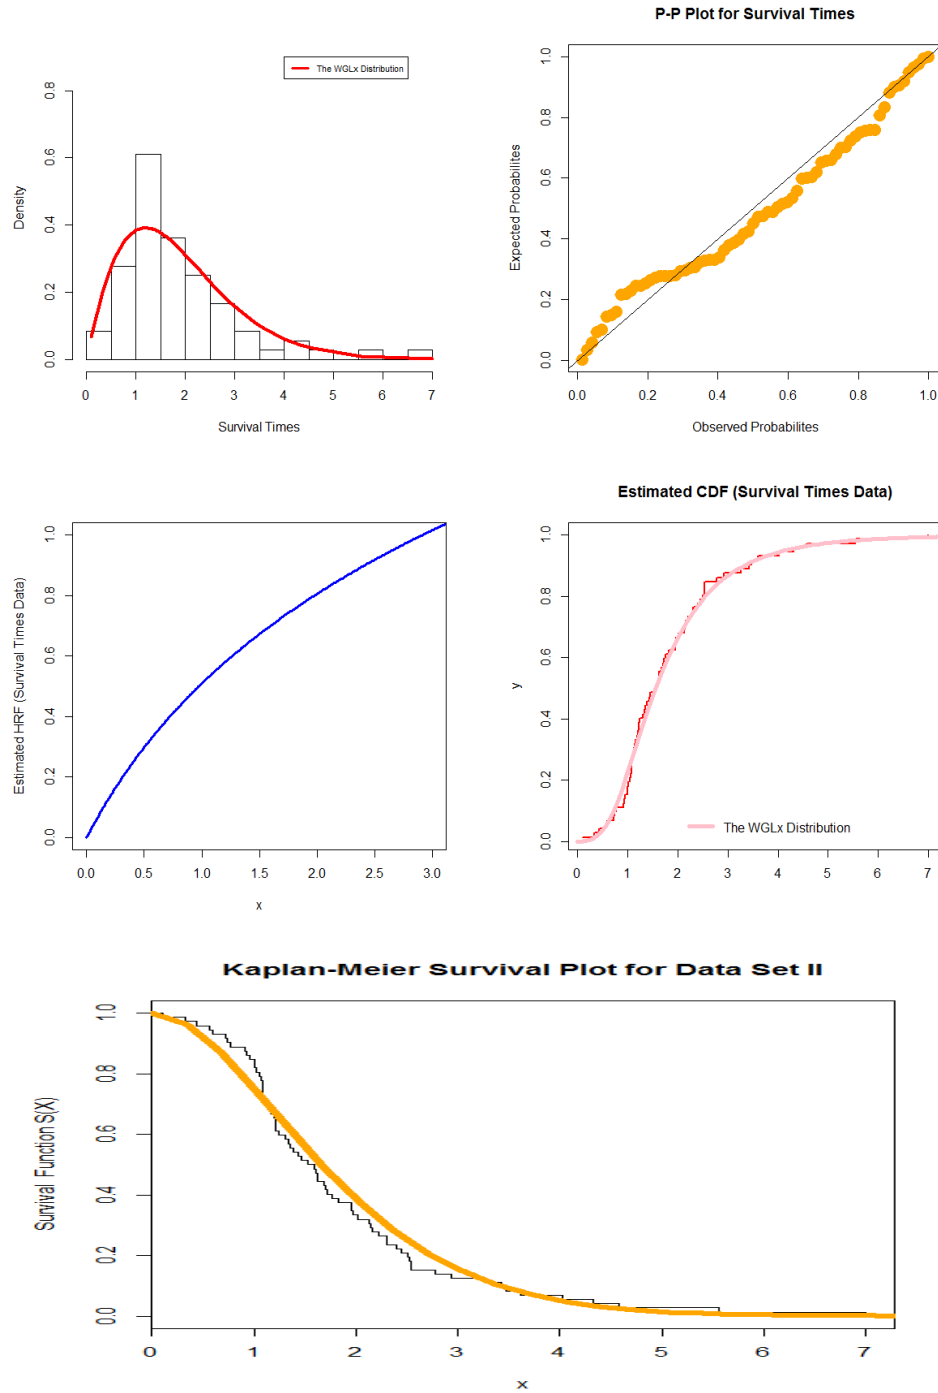 P-P Plot for Survival Times
The WGLx Distribution
0.8
0.6
0.4
0.2
0.0
Density
0 1 2 3 4 5 6 7
Survival Times
1.0
0.8
0.6
0.4
0.2
0.0
Expected Probabilites
0.0 0.2 0.4 0.6 0.8 1.0
Observed Probabilites
1.0
0.8
0.6
0.4
0.2
0.0
Estimated HRF (Survival Times Data)
0.0 0.5 1.0 1.5 2.0 2.5 3.0
x
Estimated CDF (Survival Times Data)
1.0
0.8
0.6
0.4
0.2
0.0
y
The WGLx Distribution
0 1 2 3 4 5 6 7
Kaplan-Meier Survival Plot for Data Set II
1.0
0.8
0.6
0.4
0.2
0.0
Survival Function S(X)
0 1 2 3 4 5 6 7
x